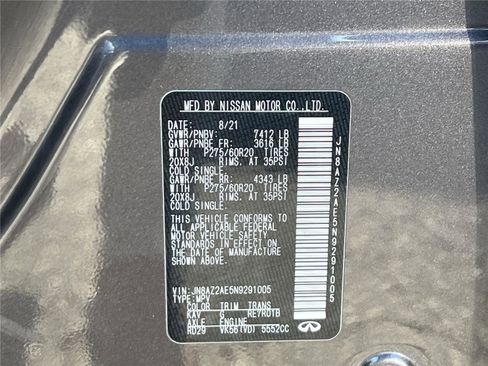 MFD BY NISSAN MOTOR CO.,LTD.
DATE: 8/21
GVWR/PNBV: 7412 LB
GAWR/PNBE FR: 3616 LB
WITH P275/60R20 TIRES
20X8J RIMS, AT 35PSI
COLD SINGLE
GAWR/PNBE RR: 4343 LB
WITH P275/60R20 TIRES
20X8J RIMS, AT 35PSI
COLD SINGLE
THIS VEHICLE CONFORMS TO
ALL APPLICABLE FEDERAL
MOTOR VEHICLE SAFETY
STANDARDS IN EFFECT ON
THE DATE OF MANUFACTURE
SHOWN ABOVE.
VIN:JN8AZ2AE5N9291005
TYPE:MPV
COLOR TRIM TRANS
KAV G RE7R01B
AXLE ENGINE
RD29 VK56(VD) 5552CC
INFINITI
JN8AZ2AE5N9291005